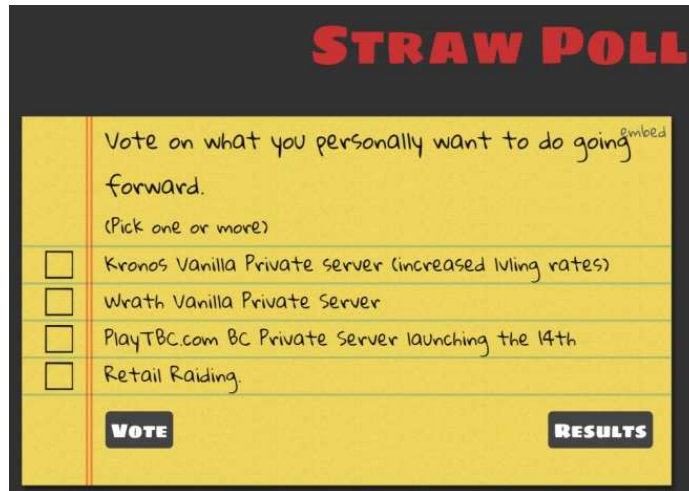 STRAW POLL
embed
Vote on what you personally want to do going
forward.
(Pick one or more)
Kronos Vanilla Private server (increased lvling rates)
Wrath Vanilla Private Server
PlayTBC.com BC Private Server launching the 14th
Retail Raiding.
VOTE
RESULTS